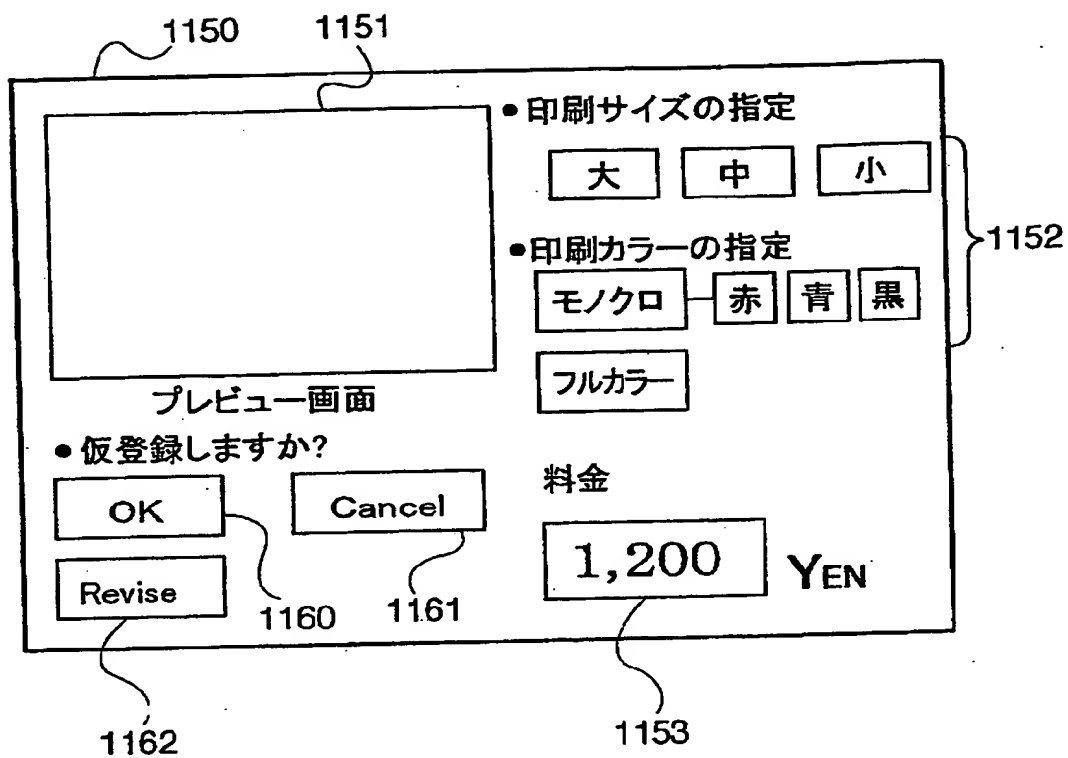 1150
1151
● 印刷サイズの指定
大 中 小
1152
● 印刷カラーの指定
モノクロ 赤 青 黒
フルカラー
プレビュー画面
● 仮登録しますか?
OK Cancel
Revise
1160
1161
1162
料金
1,200 YEN
1153